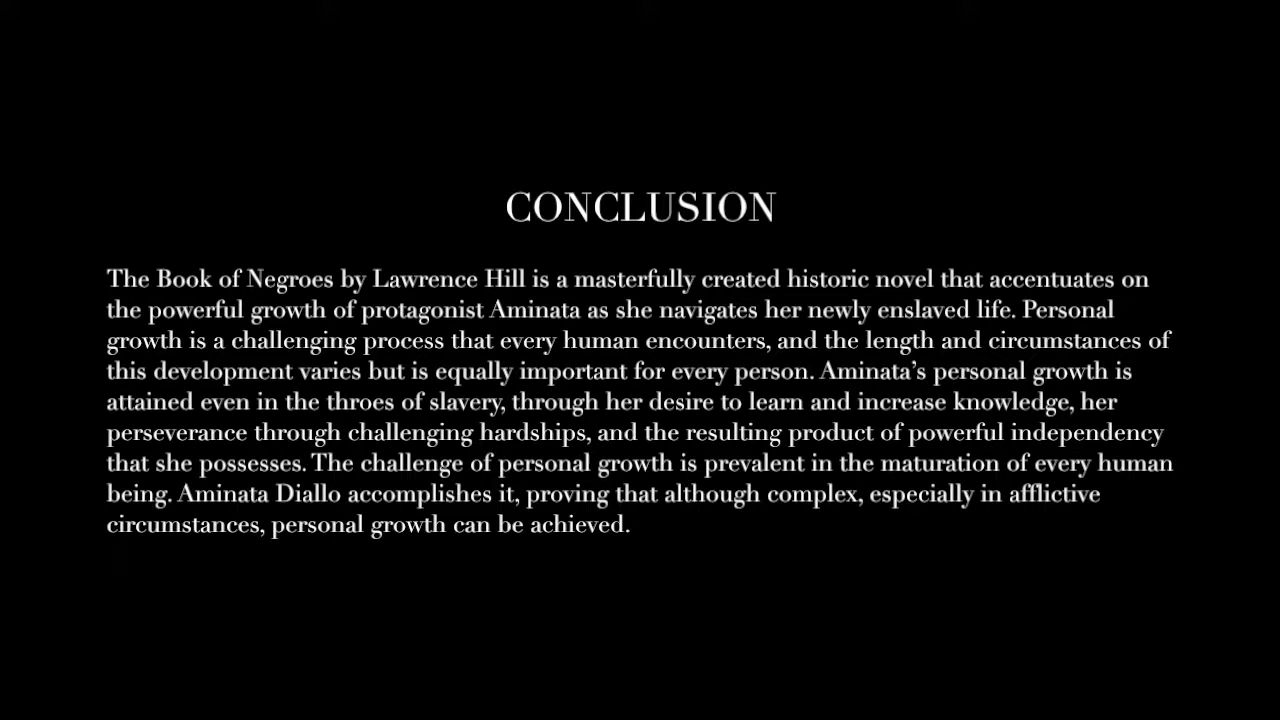 CONCLUSION
The Book of Negroes by Lawrence Hill is a masterfully created historic novel that accentuates on
the powerful growth of protagonist Aminata as she navigates her newly enslaved life. Personal
growth is a challenging process that every human encounters, and the length and circumstances of
this development varies but is equally important for every person. Aminata’s personal growth is
attained even in the throes of slavery, through her desire to learn and increase knowledge, her
perseverance through challenging hardships, and the resulting product of powerful independency
that she possesses. The challenge of personal growth is prevalent in the maturation of every human
being. Aminata Diallo accomplishes it, proving that although complex, especially in afflictive
circumstances, personal growth can be achieved.